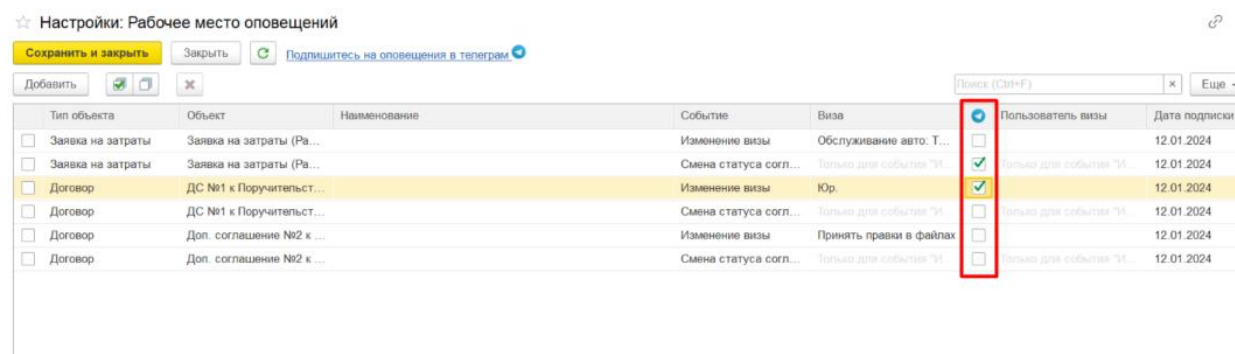 Настройки: Рабочее место оповещений
Сохранить и закрыть Закрыть Подпишитесь на оповещения в телеграм
Добавить Поиск (Ctrl+F) × Еще
Тип объекта Объект Наименование Событие Виза Пользователь визы Дата подписки
Заявка на затраты Заявка на затраты (Ра... Изменение визы Обслуживание авто: Т... 12.01.2024
Заявка на затраты Заявка на затраты (Ра... Смена статуса согл... Только для события "И... Только для события "И... 12.01.2024
Договор ДС №1 к Поручительст... Изменение визы Юр. 12.01.2024
Договор ДС №1 к Поручительст... Смена статуса согл... Только для события "И... Только для события "И... 12.01.2024
Договор Доп. соглашение №2 к ... Изменение визы Принять правки в файлах 12.01.2024
Договор Доп. соглашение №2 к ... Смена статуса согл... Только для события "И... Только для события "И... 12.01.2024